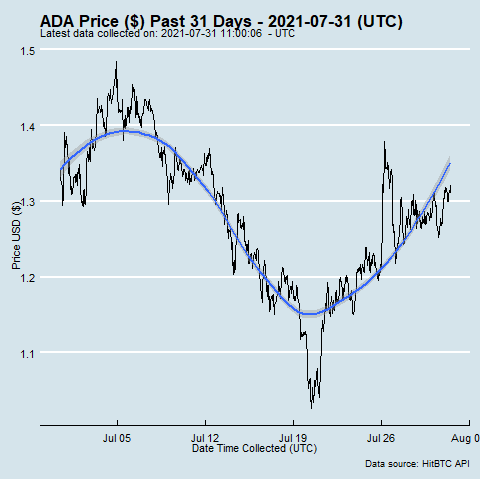 ADA Price ($) Past 31 Days - 2021-07-31 (UTC)
Latest data collected on: 2021-07-31 11:00:06 - UTC
1.5
1.4
1.3
1.2
1.1
Price USD ($)
Jul 05 Jul 12 Jul 19 Jul 26 Aug 0
Date Time Collected (UTC)
Data source: HitBTC API